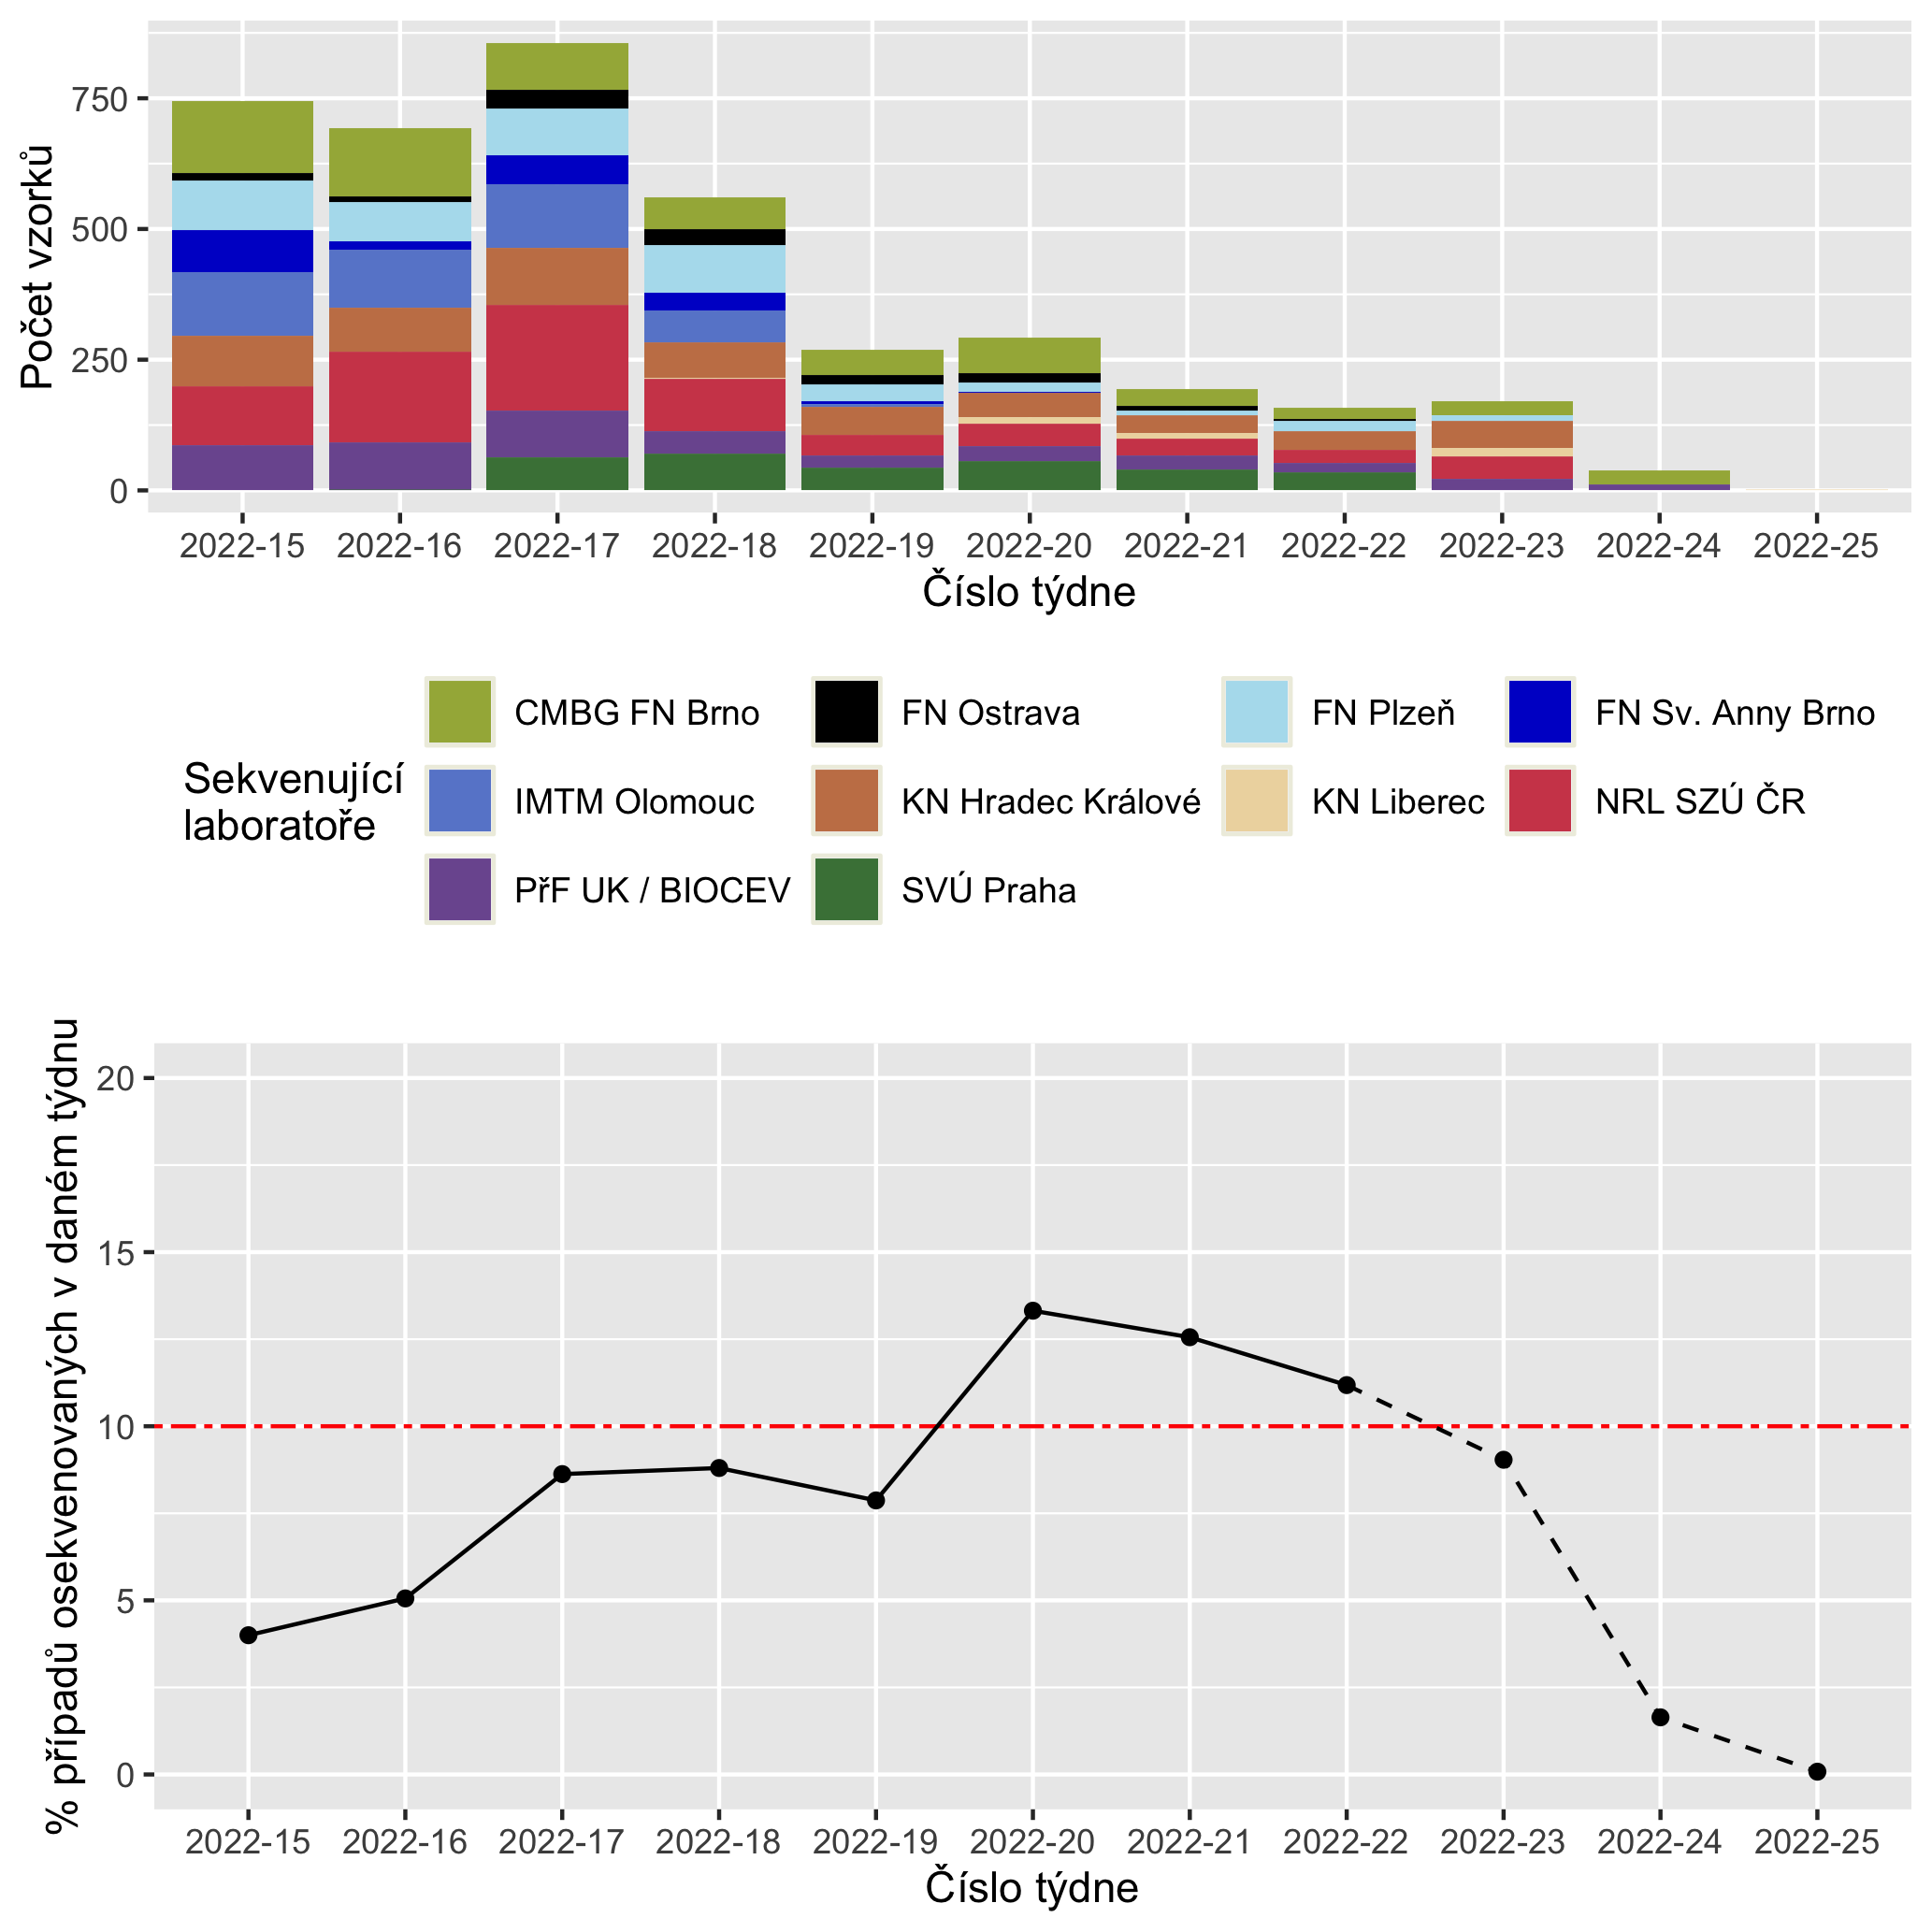 Počet vzorků
750
500
250
0
2022-15 2022-16 2022-17 2022-18 2022-19 2022-20 2022-21 2022-22 2022-23 2022-24 2022-25
Číslo týdne
Sekvenující
laboratoře
CMBG FN Brno FN Ostrava FN Plzeň FN Sv. Anny Brno
IMTM Olomouc KN Hradec Králové KN Liberec NRL SZÚ ČR
PřF UK / BIOCEV SVÚ Praha
% případů osekvenovaných v daném týdnu
20
15
10
5
0
2022-15 2022-16 2022-17 2022-18 2022-19 2022-20 2022-21 2022-22 2022-23 2022-24 2022-25
Číslo týdne